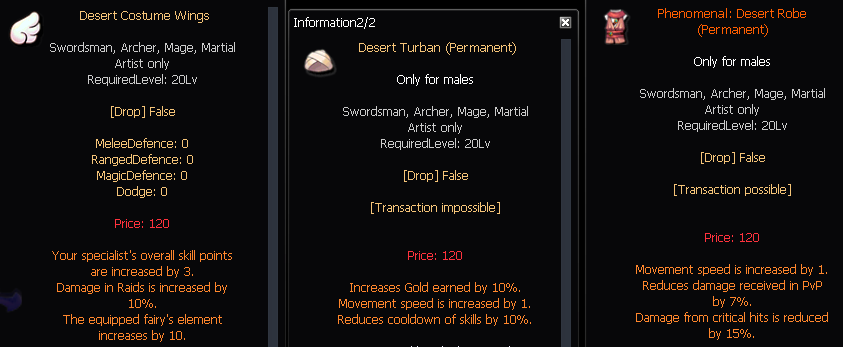 Desert Costume Wings
Swordsman, Archer, Mage, Martial
Artist only
RequiredLevel: 20Lv
[Drop] False
MeleeDefence: 0
RangedDefence: 0
MagicDefence: 0
Dodge: 0
Price: 120
Your specialist's overall skill points
are increased by 3.
Damage in Raids is increased by
10%.
The equipped fairy's element
increases by 10.
Information2/2
Desert Turban (Permanent)
Only for males
Swordsman, Archer, Mage, Martial
Artist only
RequiredLevel: 20Lv
[Drop] False
[Transaction impossible]
Price: 120
Increases Gold earned by 10%.
Movement speed is increased by 1.
Reduces cooldown of skills by 10%.
Phenomenal: Desert Robe
(Permanent)
Only for males
Swordsman, Archer, Mage, Martial
Artist only
RequiredLevel: 20Lv
[Drop] False
[Transaction possible]
Price: 120
Movement speed is increased by 1.
Reduces damage received in PvP
by 7%.
Damage from critical hits is reduced
by 15%.